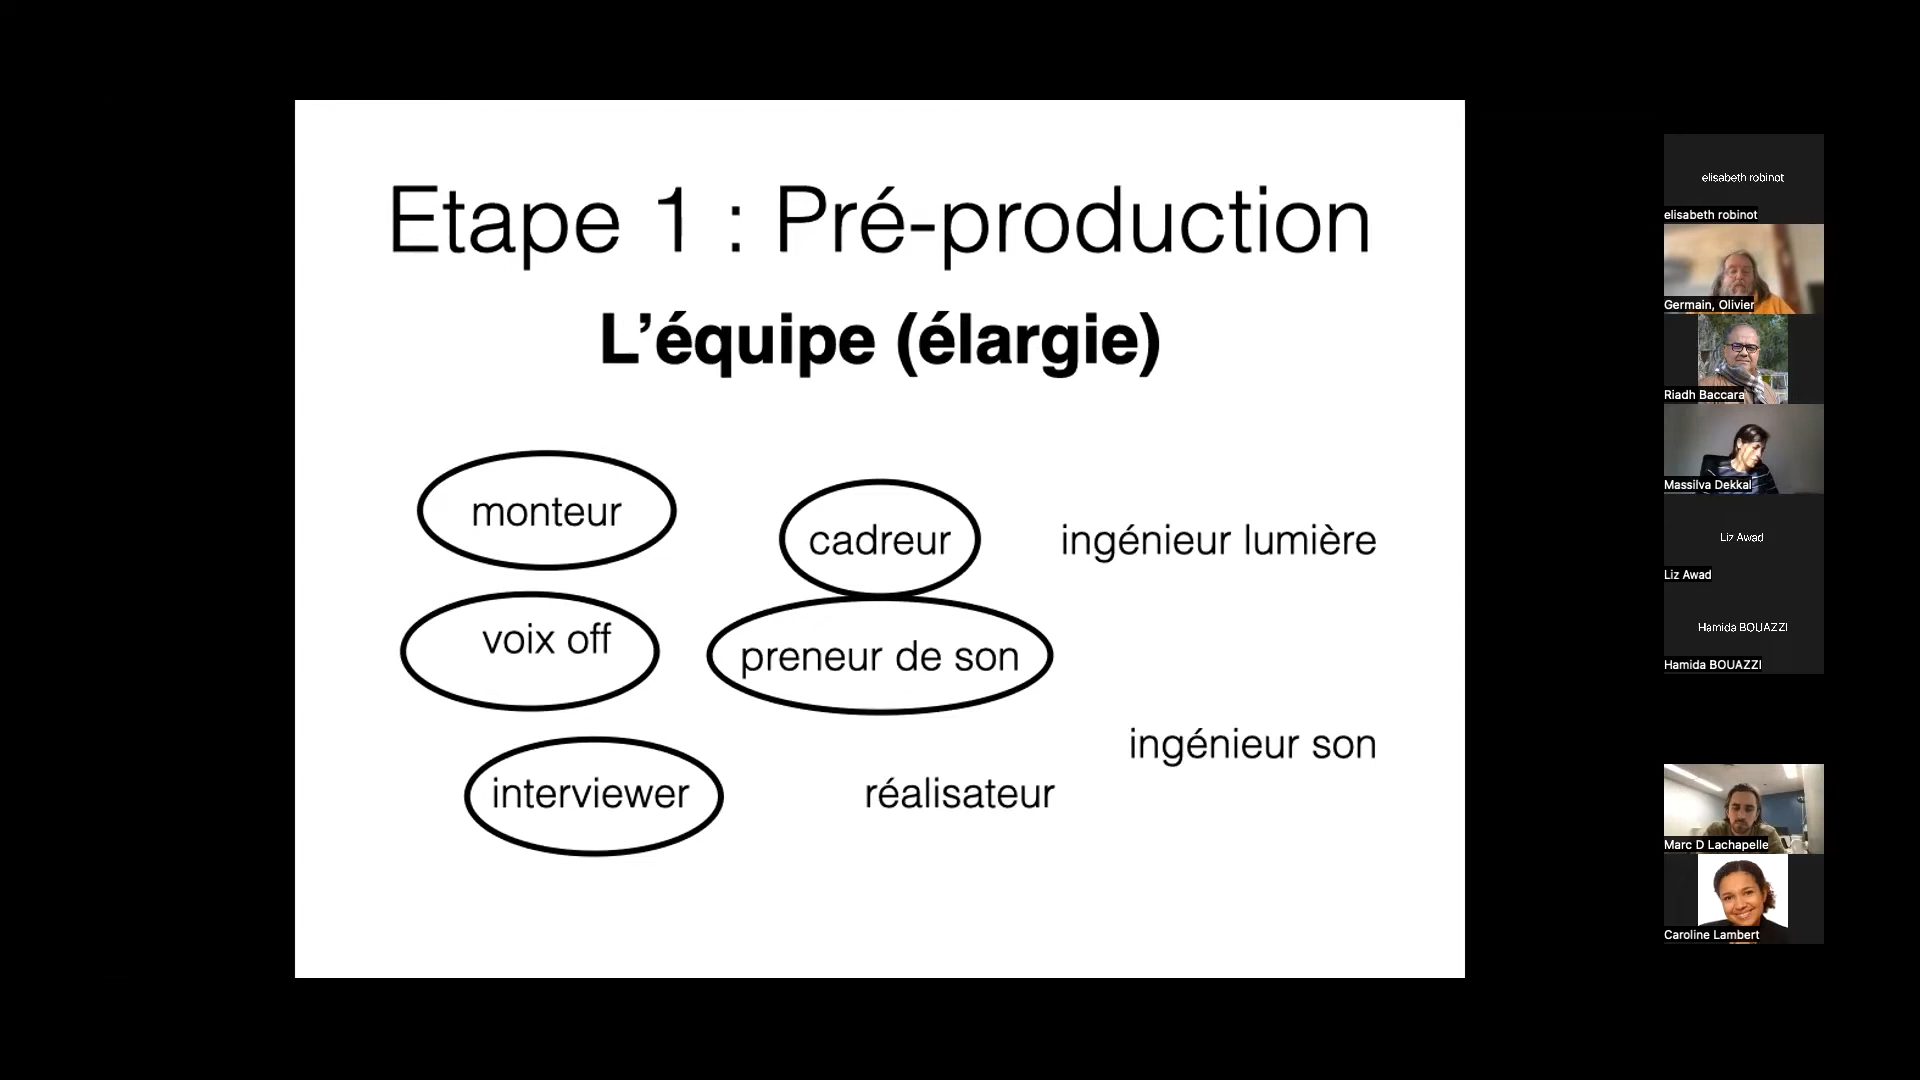 Etape 1 : Pré-production
L’équipe (élargie)
monteur
cadreur
ingénieur lumière
voix off
preneur de son
ingénieur son
interviewer
réalisateur
elisabeth robinot
elisabeth robinot
Germain, Olivier
Riadh Baccara
Massilva Dekkal
Liz Awad
Liz Awad
Hamida BOUAZZI
Hamida BOUAZZI
Marc D Lachapelle
Caroline Lambert